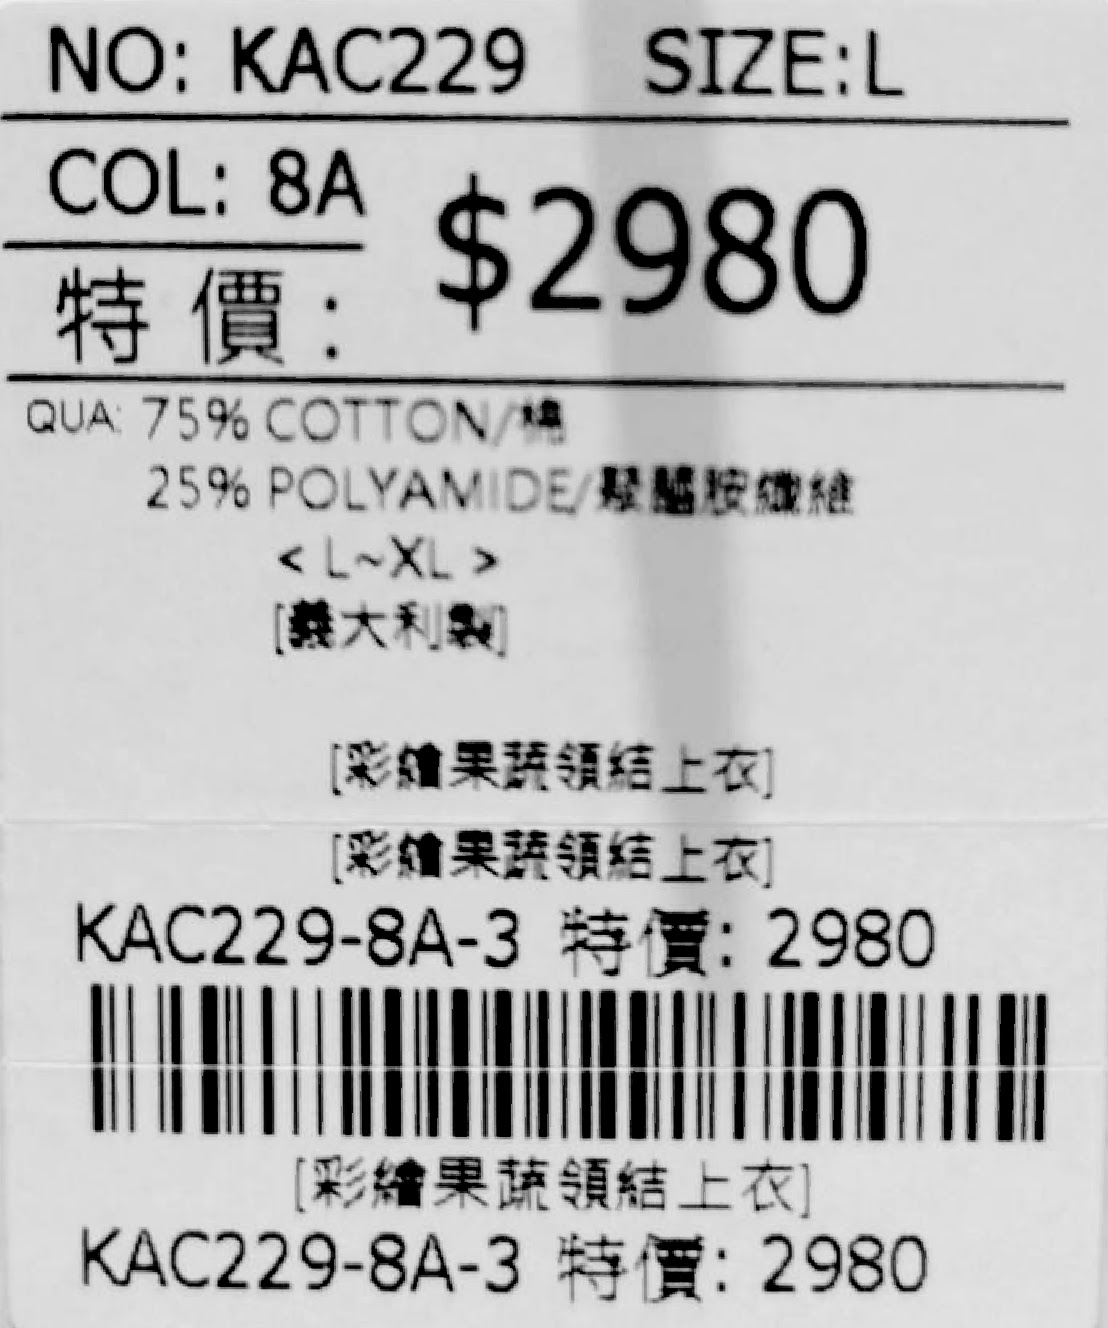 NO: KAC229 SIZE:L
COL: 8A
$2980
特價:
QUA: 75% COTTON/棉
25% POLYAMIDE/聚醯胺纖維
< L~XL >
[義大利製]
[彩繪果蔬領結上衣]
[彩繪果蔬領結上衣]
KAC229-8A-3 特價: 2980
[彩繪果蔬領結上衣]
KAC229-8A-3 特價: 2980